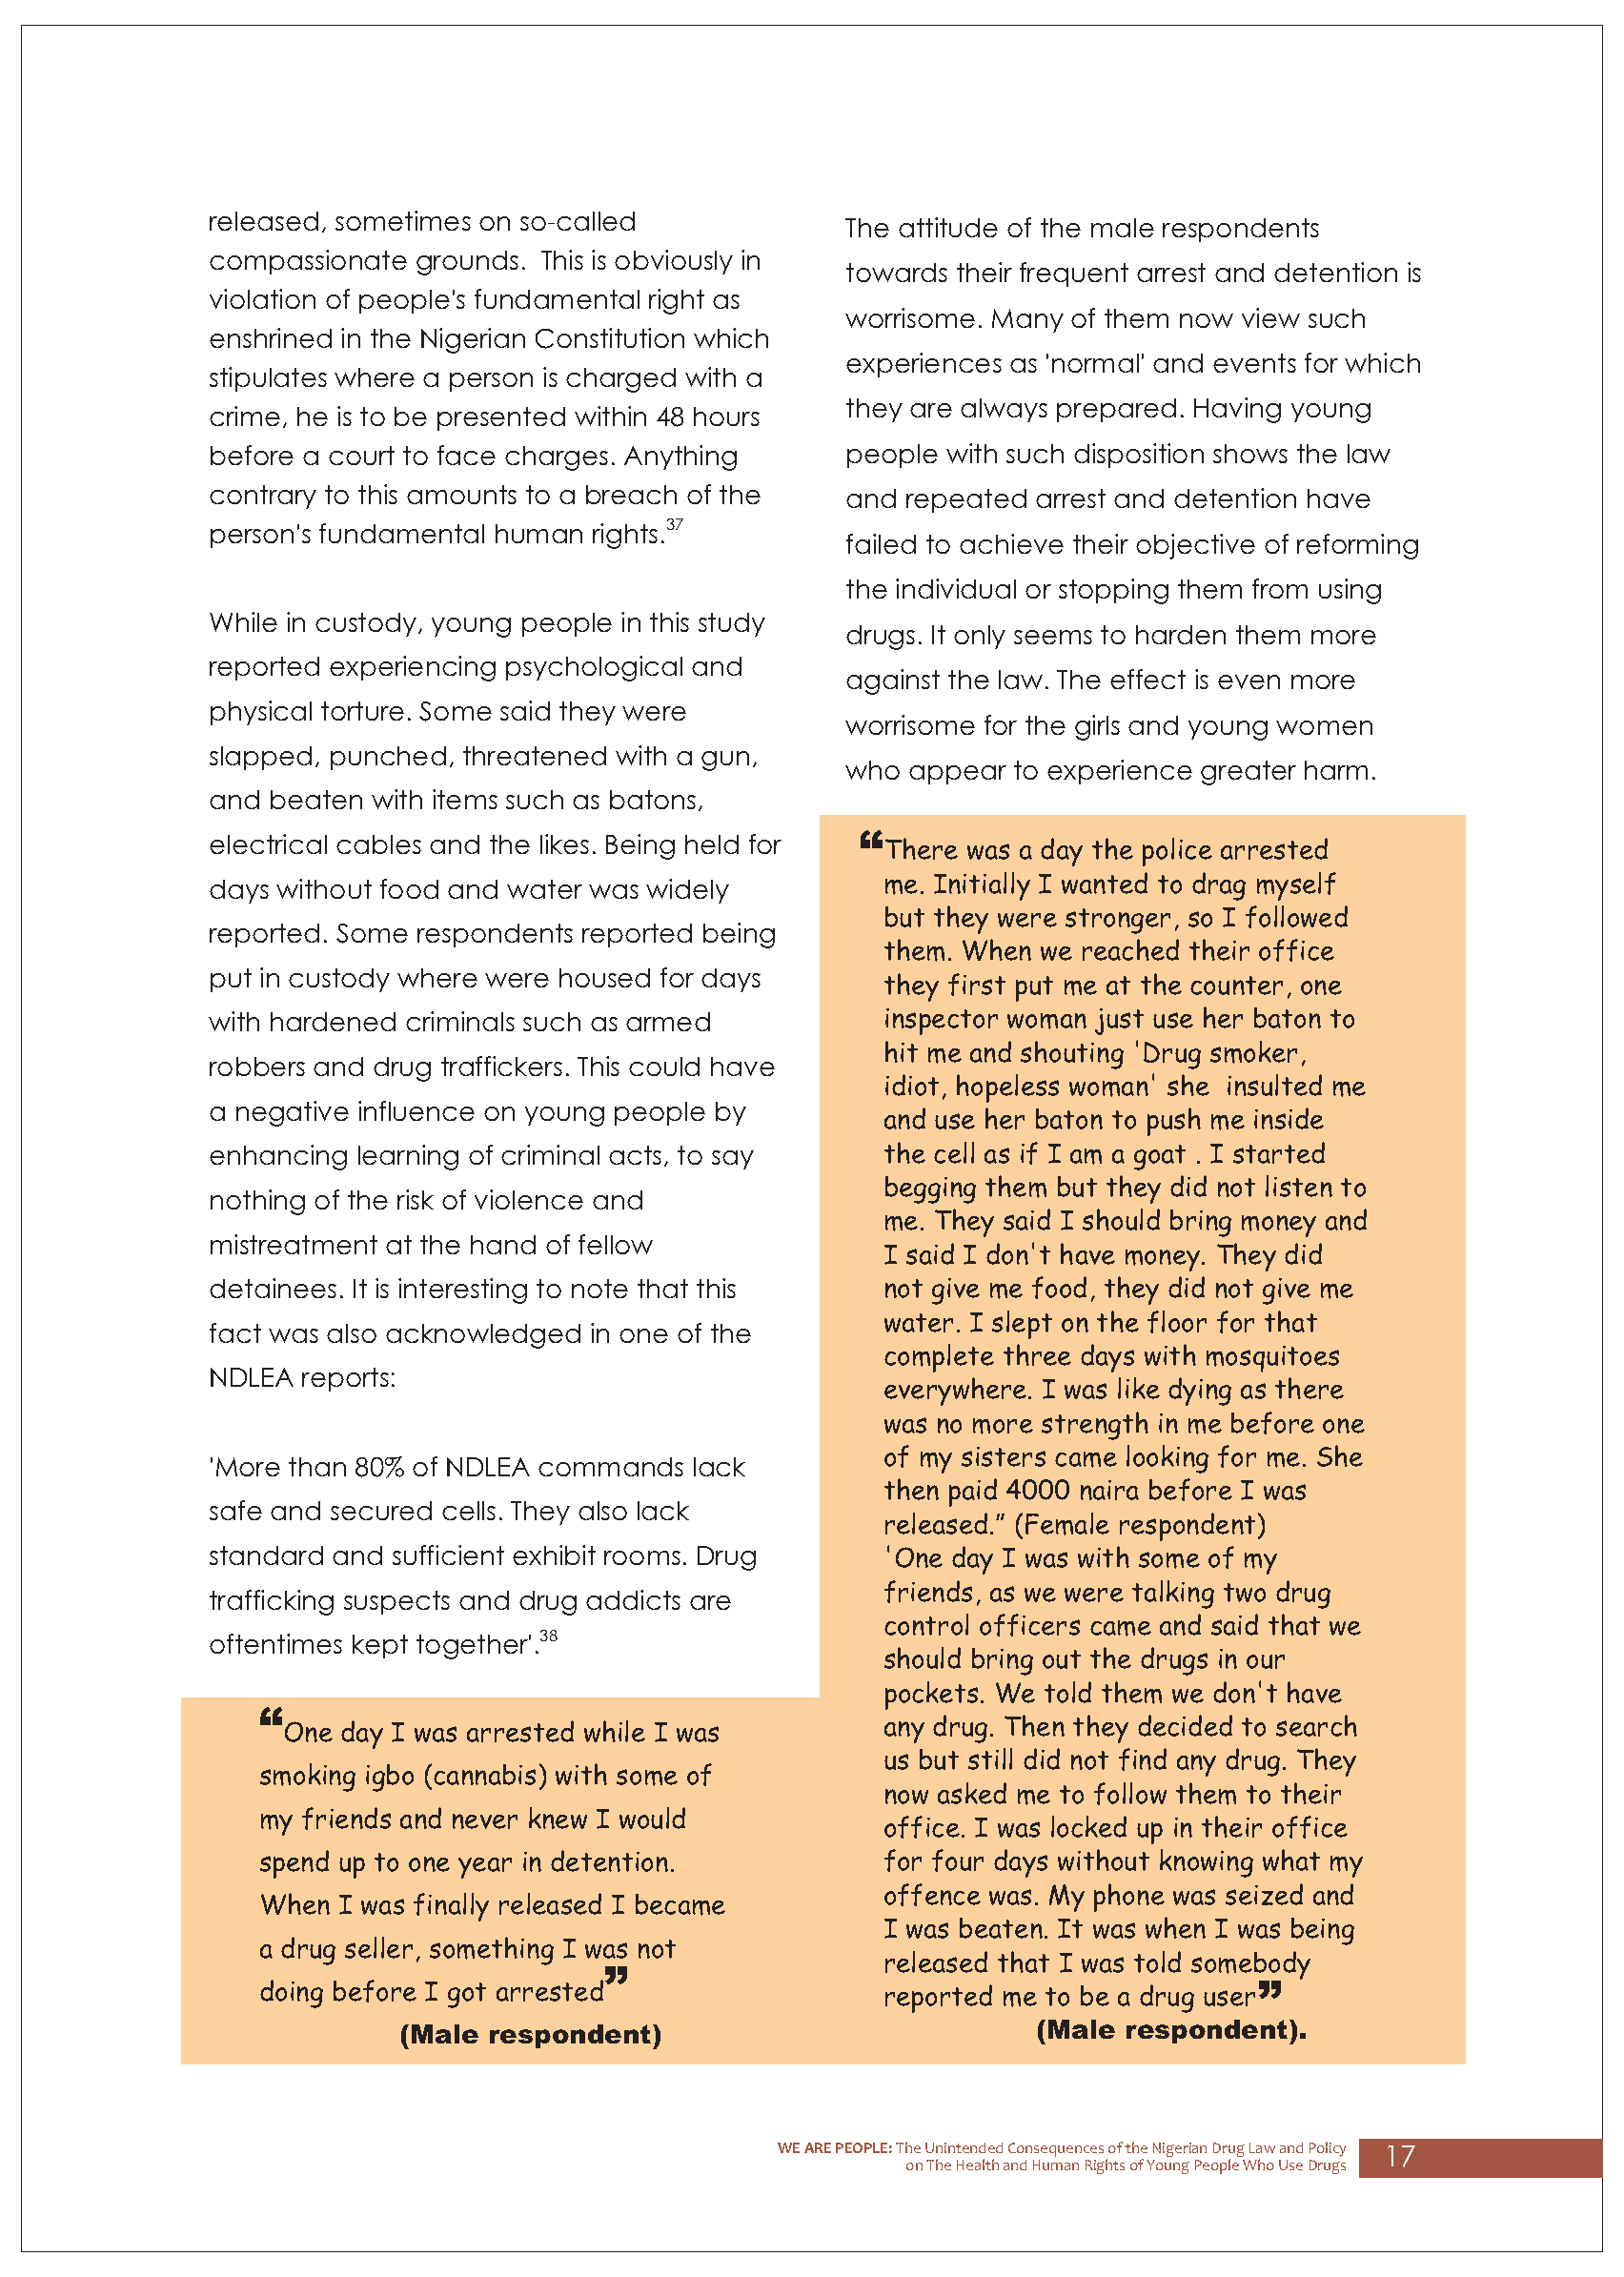 released, sometimes on so-called
compassionate grounds.  This is obviously in
violation of people's fundamental right as
enshrined in the Nigerian Constitution which
stipulates where a person is charged with a
crime, he is to be presented within 48 hours
before a court to face charges. Anything
contrary to this amounts to a breach of the
person's fundamental human rights.37
While in custody, young people in this study
reported experiencing psychological and
physical torture. Some said they were
slapped, punched, threatened with a gun,
and beaten with items such as batons,
electrical cables and the likes. Being held for
days without food and water was widely
reported. Some respondents reported being
put in custody where were housed for days
with hardened criminals such as armed
robbers and drug traffickers. This could have
a negative influence on young people by
enhancing learning of criminal acts, to say
nothing of the risk of violence and
mistreatment at the hand of fellow
detainees. It is interesting to note that this
fact was also acknowledged in one of the
NDLEA reports:
'More than 80% of NDLEA commands lack
safe and secured cells. They also lack
standard and sufficient exhibit rooms. Drug
trafficking suspects and drug addicts are
oftentimes kept together'.38
“One day I was arrested while I was
smoking igbo (cannabis) with some of
my friends and never knew I would
spend up to one year in detention.
When I was finally released I became
a drug seller, something I was not
doing before I got arrested”
(Male respondent)
The attitude of the male respondents
towards their frequent arrest and detention is
worrisome. Many of them now view such
experiences as 'normal' and events for which
they are always prepared. Having young
people with such disposition shows the law
and repeated arrest and detention have
failed to achieve their objective of reforming
the individual or stopping them from using
drugs. It only seems to harden them more
against the law. The effect is even more
worrisome for the girls and young women
who appear to experience greater harm.
“There was a day the police arrested
me. Initially I wanted to drag myself
but they were stronger, so I followed
them. When we reached their office
they first put me at the counter, one
inspector woman just use her baton to
hit me and shouting 'Drug smoker,
idiot, hopeless woman' she  insulted me
and use her baton to push me inside
the cell as if I am a goat . I started
begging them but they did not listen to
me. They said I should bring money and
I said I don't have money. They did
not give me food, they did not give me
water. I slept on the floor for that
complete three days with mosquitoes
everywhere. I was like dying as there
was no more strength in me before one
of my sisters came looking for me. She
then paid 4000 naira before I was
released.” (Female respondent)
'One day I was with some of my
friends, as we were talking two drug
control officers came and said that we
should bring out the drugs in our
pockets. We told them we don't have
any drug. Then they decided to search
us but still did not find any drug. They
now asked me to follow them to their
office. I was locked up in their office
for four days without knowing what my
offence was. My phone was seized and
I was beaten. It was when I was being
released that I was told somebody
reported me to be a drug user”
(Male respondent).
WE ARE PEOPLE: The Unintended Consequences of the Nigerian Drug Law and Policy
on The Health and Human Rights of Young People Who Use Drugs
17